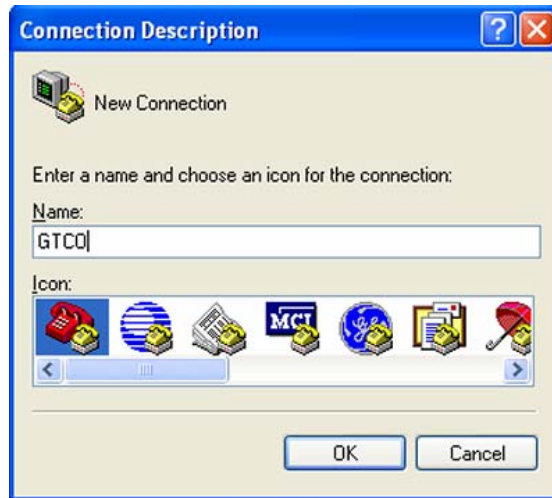 Connection Description
New Connection
Enter a name and choose an icon for the connection:
Name:
GTCO
Icon:
MCI
OK
Cancel